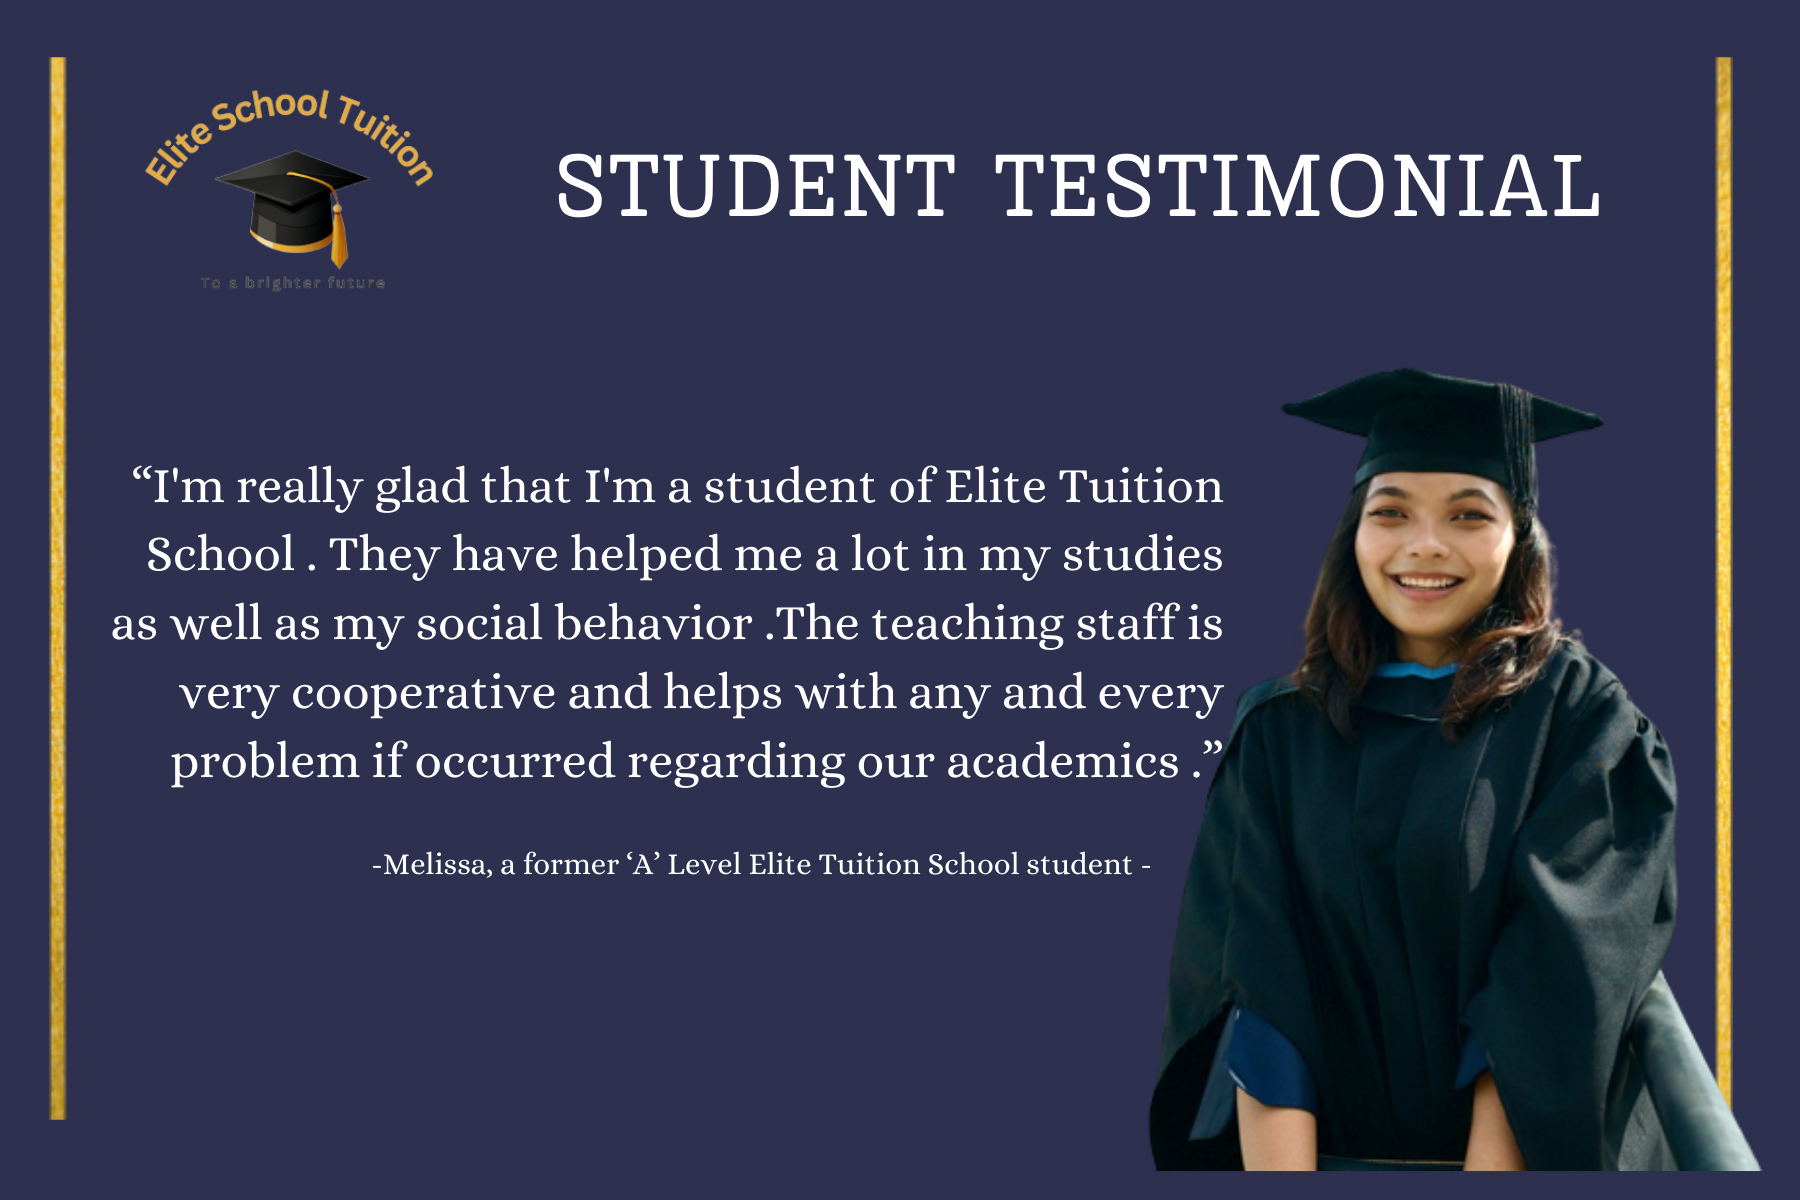 Elite School Tuition
To a brighter future
STUDENT TESTIMONIAL
“I'm really glad that I'm a student of Elite Tuition
School . They have helped me a lot in my studies
as well as my social behavior .The teaching staff is
very cooperative and helps with any and every
problem if occurred regarding our academics .”
-Melissa, a former ‘A’ Level Elite Tuition School student -